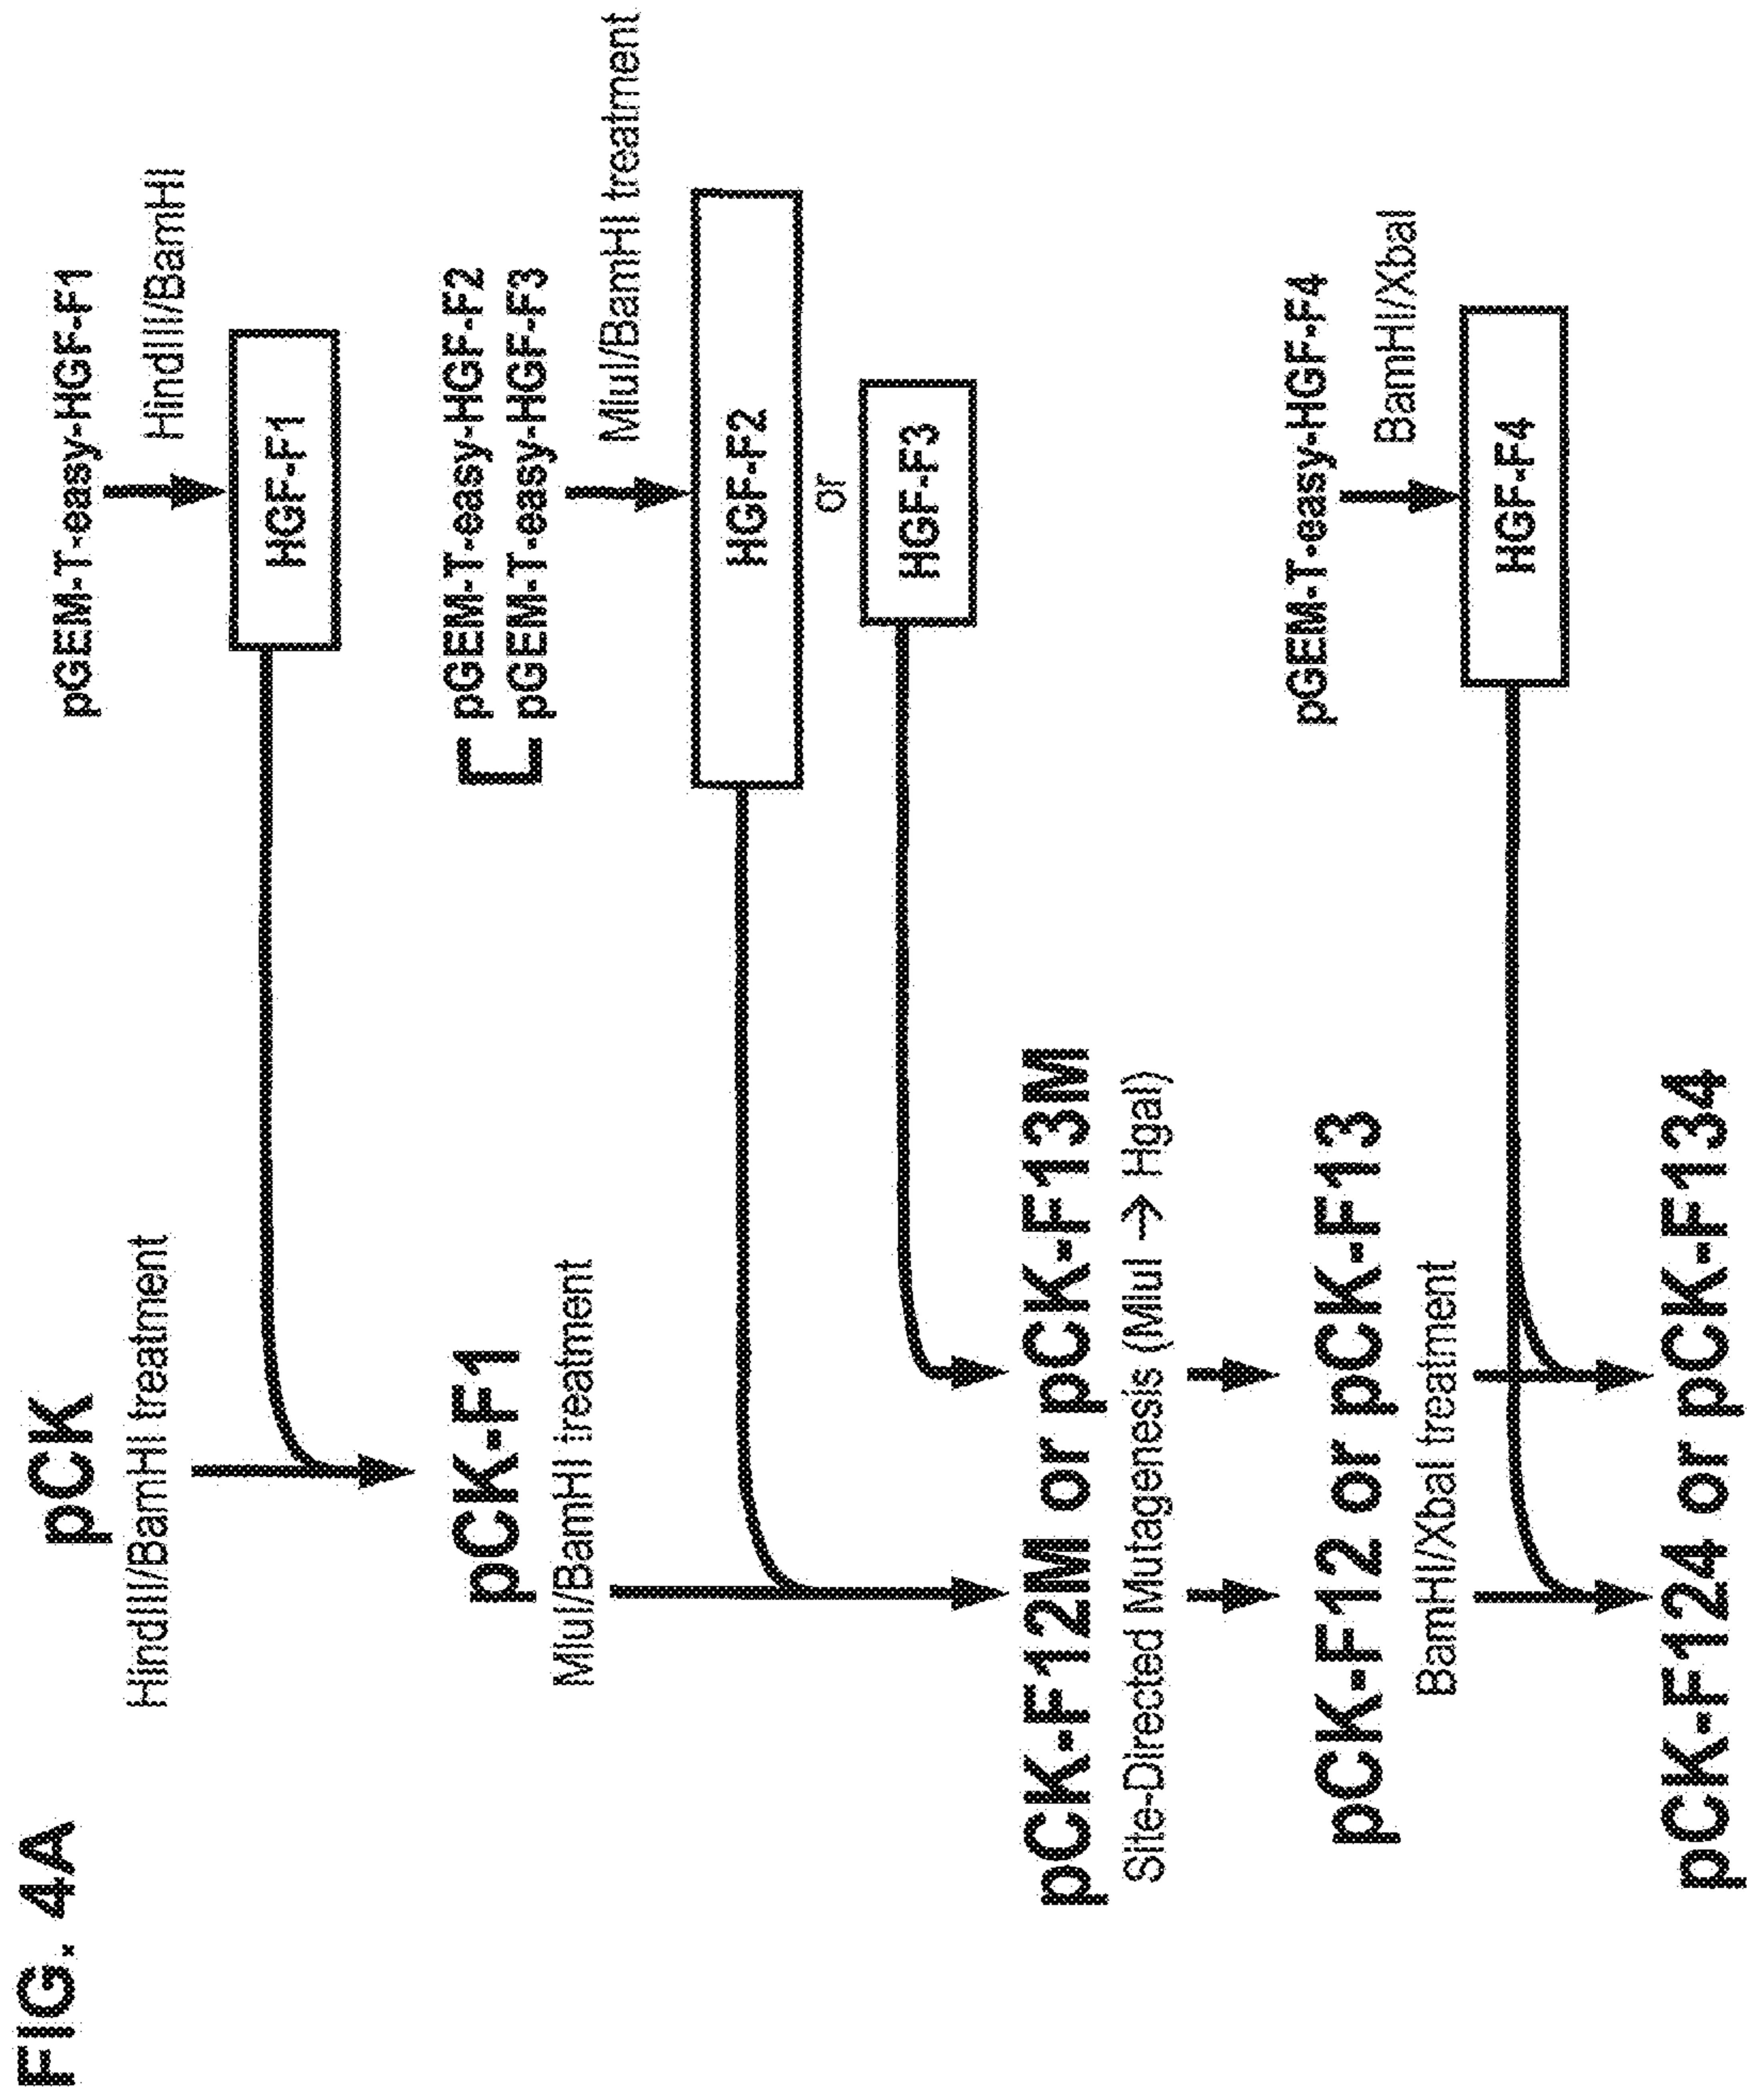 FIG. 4A
pCK
HindIII/BamHI treatment
pGEM-T-easy-HGF-F1
HindIII/BamHI
HGF-F1
pCK-F1
MluI/BamHI treatment
pGEM-T-easy-HGF-F2
pGEM-T-easy-HGF-F3
MluI/BamHI treatment
HGF-F2
or
HGF-F3
pCK-F12M or pCK-F13M
Site-Directed Mutagenesis (MluI → HgaI)
pCK-F12 or pCK-F13
BamHI/XbaI treatment
pGEM-T-easy-HGF-F4
BamHI/XbaI
HGF-F4
pCK-F124 or pCK-F134